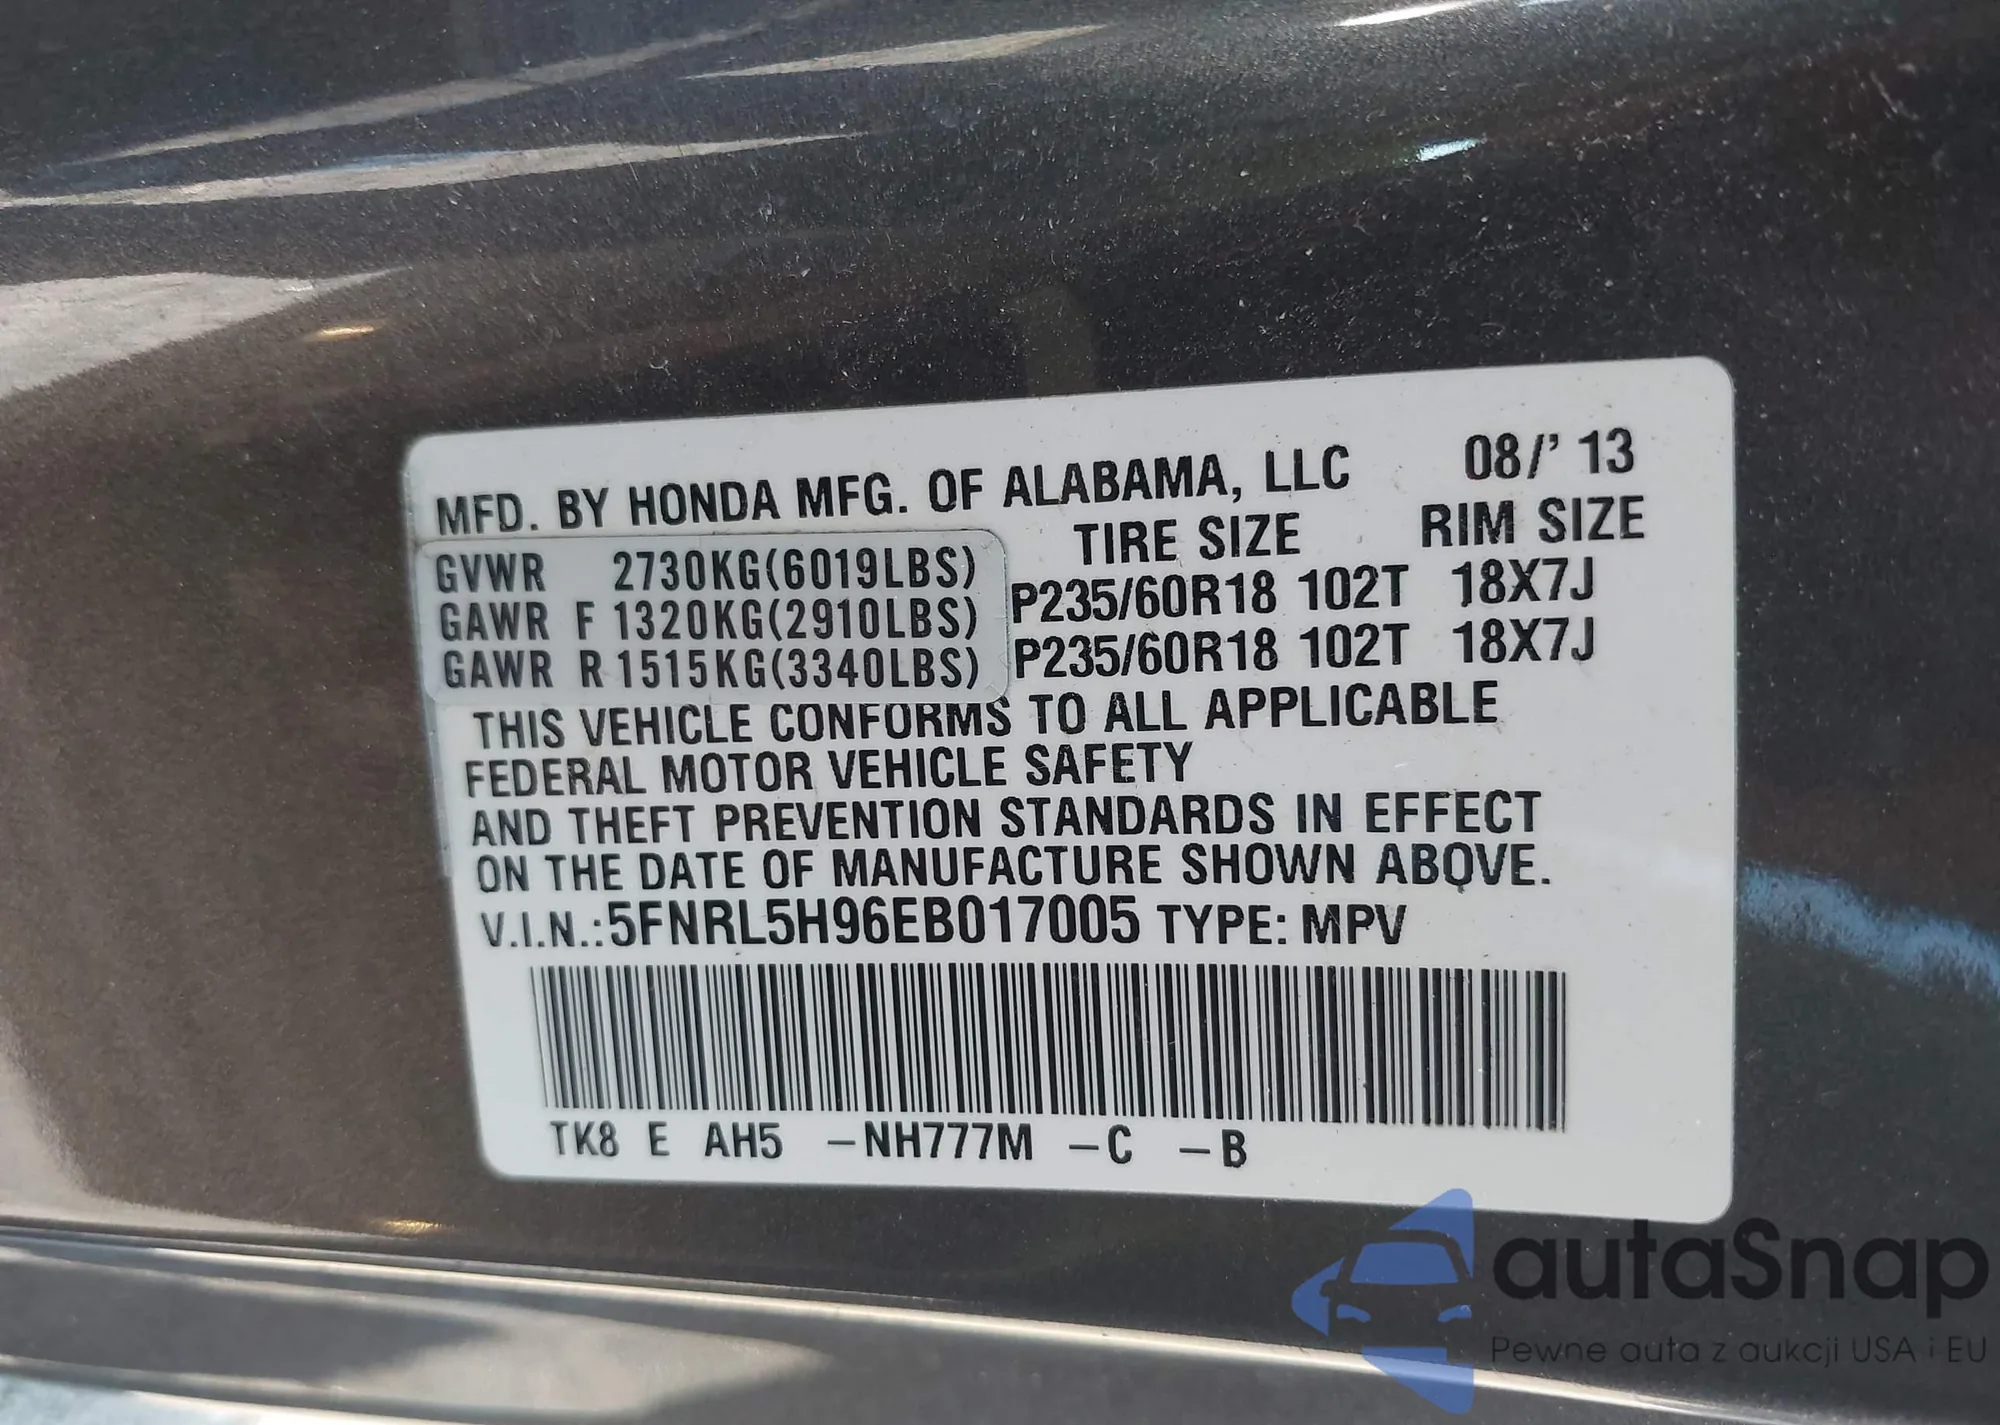 MFD. BY HONDA MFG. OF ALABAMA, LLC 08/' 13
TIRE SIZE RIM SIZE
GVWR 2730KG(6019LBS)
GAWR F 1320KG(2910LBS) P235/60R18 102T 18X7J
GAWR R 1515KG(3340LBS) P235/60R18 102T 18X7J
THIS VEHICLE CONFORMS TO ALL APPLICABLE
FEDERAL MOTOR VEHICLE SAFETY
AND THEFT PREVENTION STANDARDS IN EFFECT
ON THE DATE OF MANUFACTURE SHOWN ABOVE.
V.I.N.:5FNRL5H96EB017005 TYPE: MPV
TK8 E AH5 –NH777M –C –B
autaSnap
Pewne auta z aukcji USA i EU